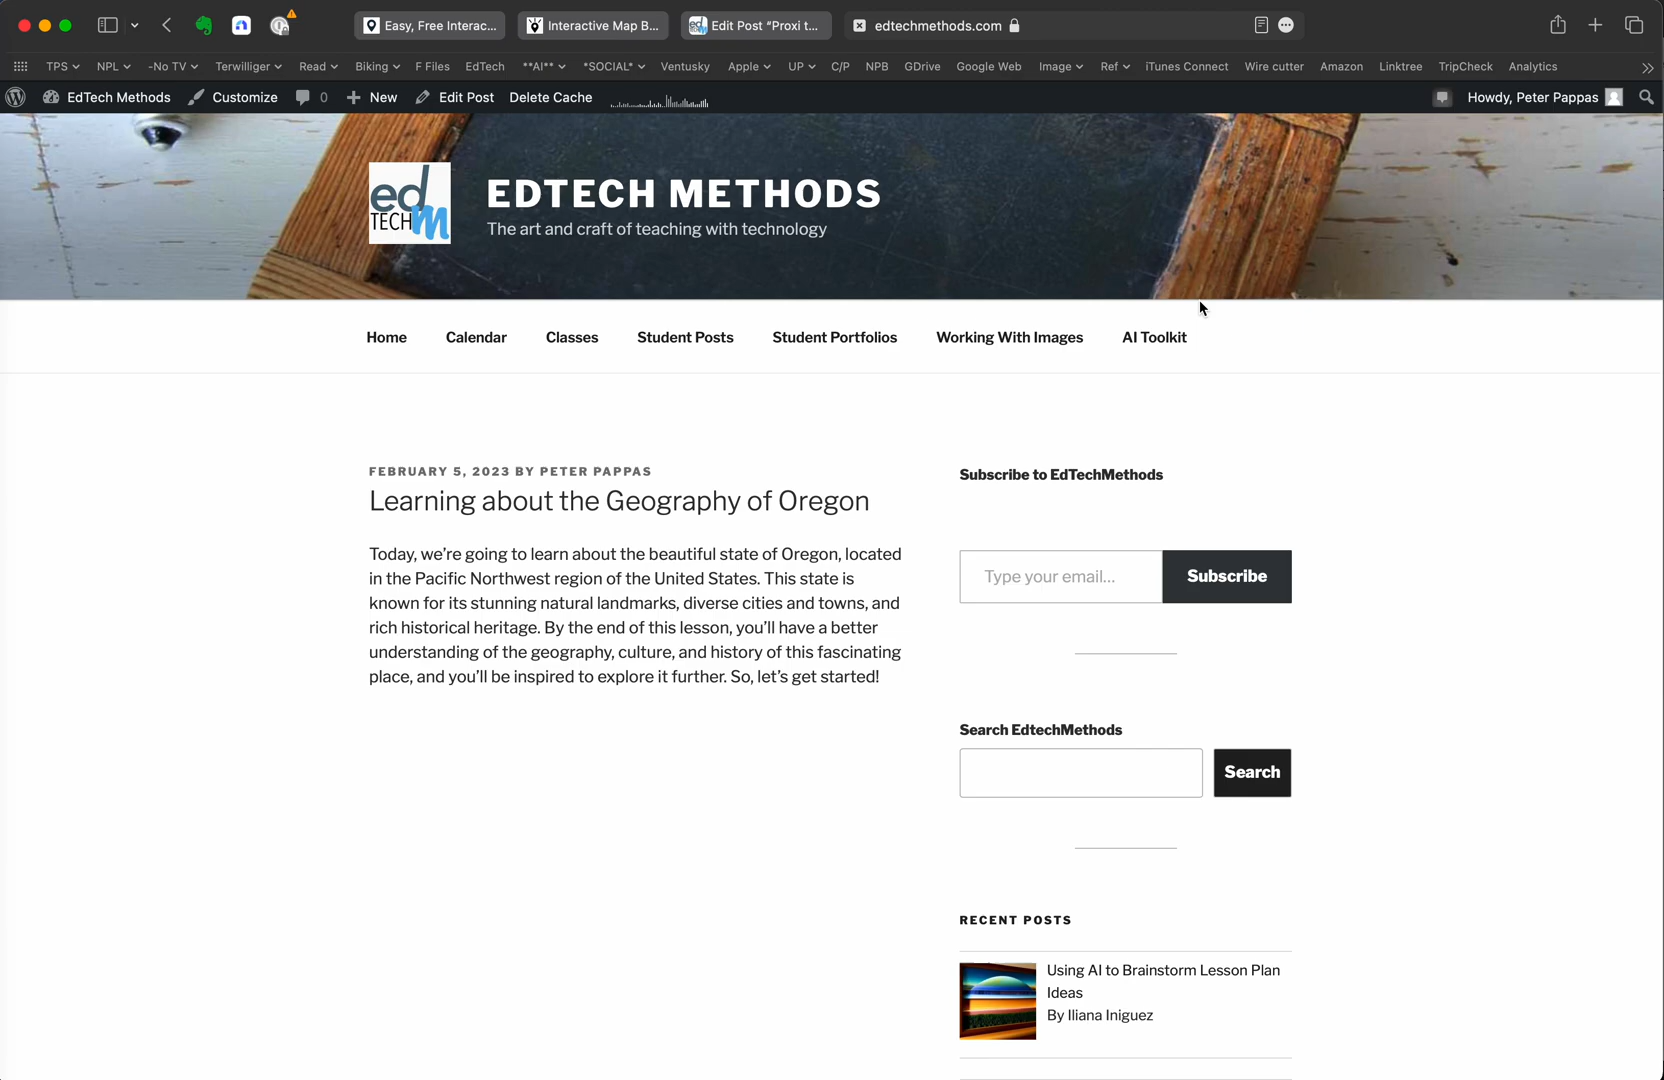 Easy, Free Interac...
Interactive Map B...
Edit Post “Proxi t...
edtechmethods.com
TPS NPL -No TV Terwilliger Read Biking F Files EdTech **AI** *SOCIAL* Ventusky Apple UP C/P NPB GDrive Google Web Image Ref iTunes Connect Wire cutter Amazon Linktree TripCheck Analytics
EdTech Methods Customize 0 New Edit Post Delete Cache Howdy, Peter Pappas
ed
TECH m
EDTECH METHODS
The art and craft of teaching with technology
Home Calendar Classes Student Posts Student Portfolios Working With Images AI Toolkit
FEBRUARY 5, 2023 BY PETER PAPPAS
Learning about the Geography of Oregon
Today, we’re going to learn about the beautiful state of Oregon, located
in the Pacific Northwest region of the United States. This state is
known for its stunning natural landmarks, diverse cities and towns, and
rich historical heritage. By the end of this lesson, you’ll have a better
understanding of the geography, culture, and history of this fascinating
place, and you’ll be inspired to explore it further. So, let’s get started!
Subscribe to EdTechMethods
Type your email...
Subscribe
Search EdtechMethods
Search
RECENT POSTS
Using AI to Brainstorm Lesson Plan
Ideas
By Iliana Iniguez